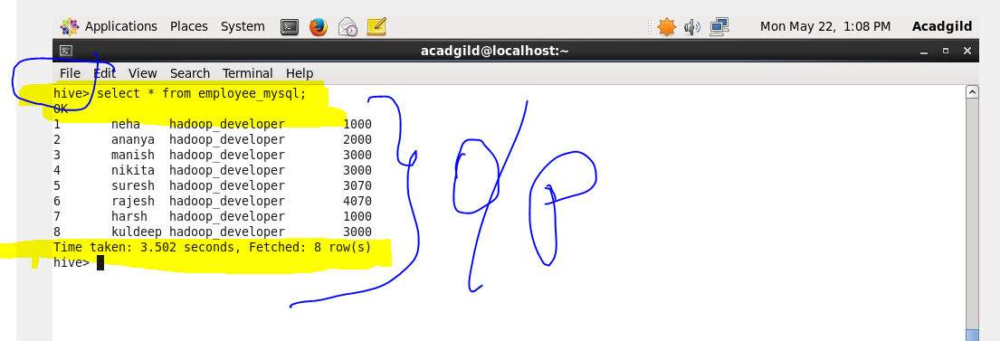 Applications Places System Mon May 22, 1:08 PM Acadgild
acadgild@localhost:~
File Edit View Search Terminal Help
hive> select * from employee_mysql;
OK
1 neha hadoop_developer 1000
2 ananya hadoop_developer 2000
3 manish hadoop_developer 3000
4 nikita hadoop_developer 3000
5 suresh hadoop_developer 3070
6 rajesh hadoop_developer 4070
7 harsh hadoop_developer 1000
8 kuldeep hadoop_developer 3000
Time taken: 3.502 seconds, Fetched: 8 row(s)
hive>
O/P